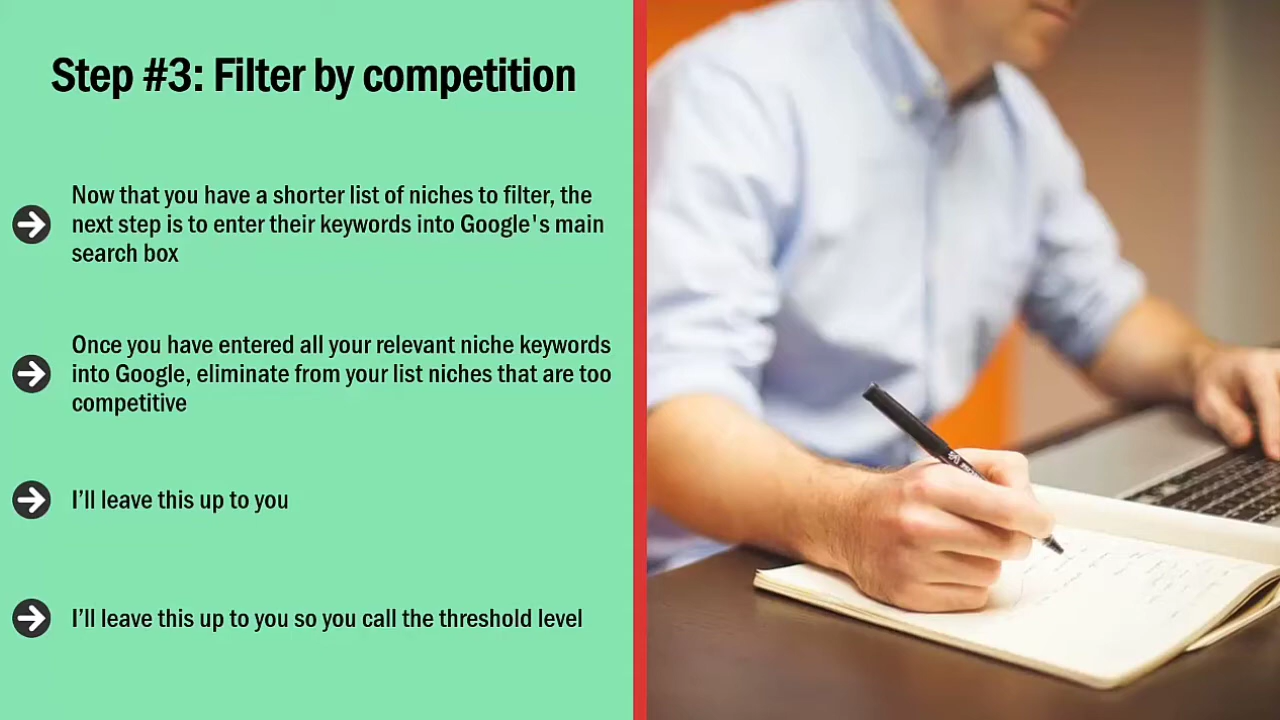 Step #3: Filter by competition
Now that you have a shorter list of niches to filter, the
next step is to enter their keywords into Google's main
search box
Once you have entered all your relevant niche keywords
into Google, eliminate from your list niches that are too
competitive
I’ll leave this up to you
I’ll leave this up to you so you call the threshold level